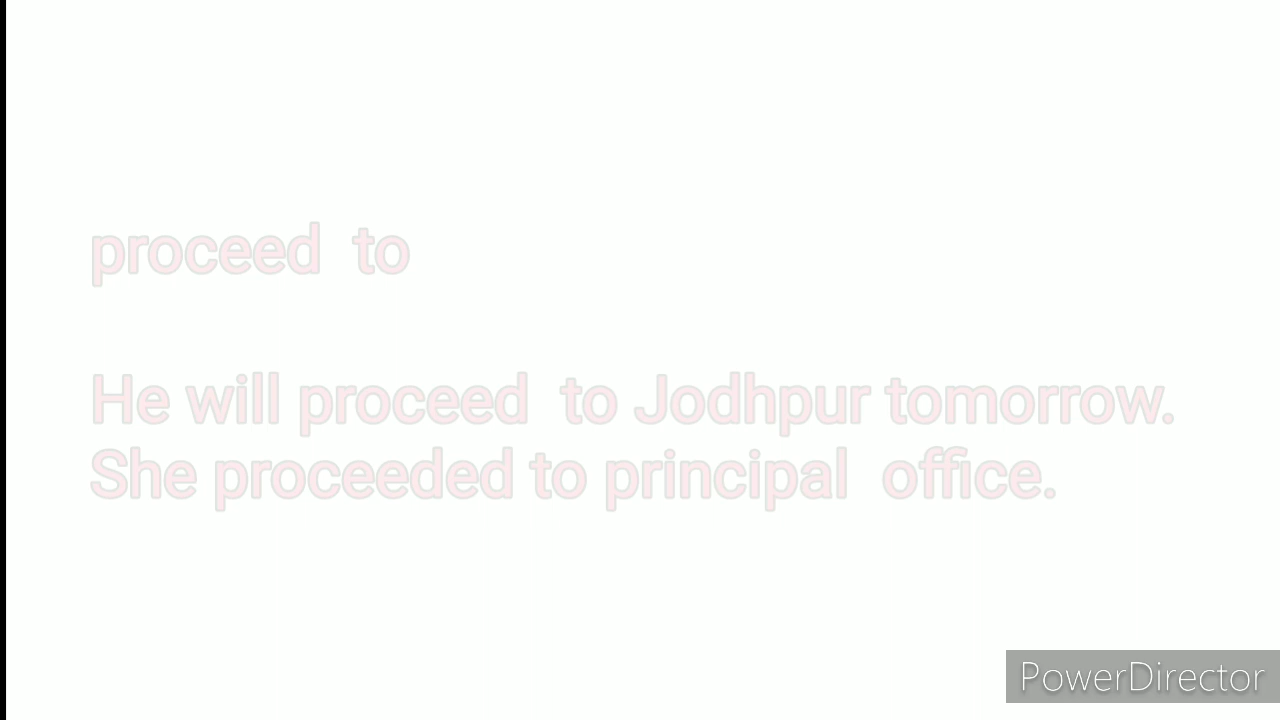 proceed to
He will proceed to Jodhpur tomorrow.
She proceeded to principal office.
PowerDirector